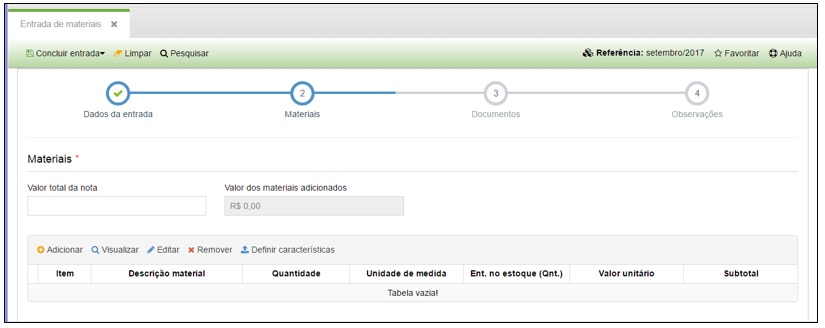 Entrada de materiais
Concluir entrada Limpar Pesquisar Referência: setembro/2017 Favoritar Ajuda
2 3 4
Dados da entrada Materiais Documentos Observações
Materiais *
Valor total da nota Valor dos materiais adicionados
R$ 0,00
Adicionar Visualizar Editar Remover Definir características
Item Descrição material Quantidade Unidade de medida Ent. no estoque (Qnt.) Valor unitário Subtotal
Tabela vazia!